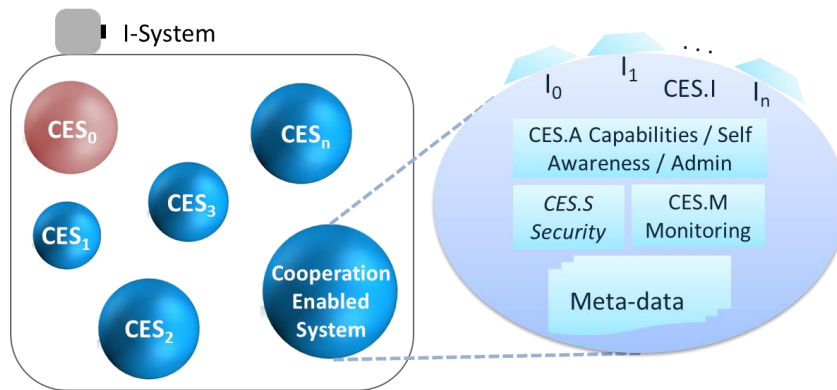 I-System
CES₀
CESₙ
CES₃
CES₁
CES₂
Cooperation
Enabled
System
I₀
I₁
. . .
Iₙ
CES.I
CES.A Capabilities / Self
Awareness / Admin
CES.S
Security
CES.M
Monitoring
Meta-data